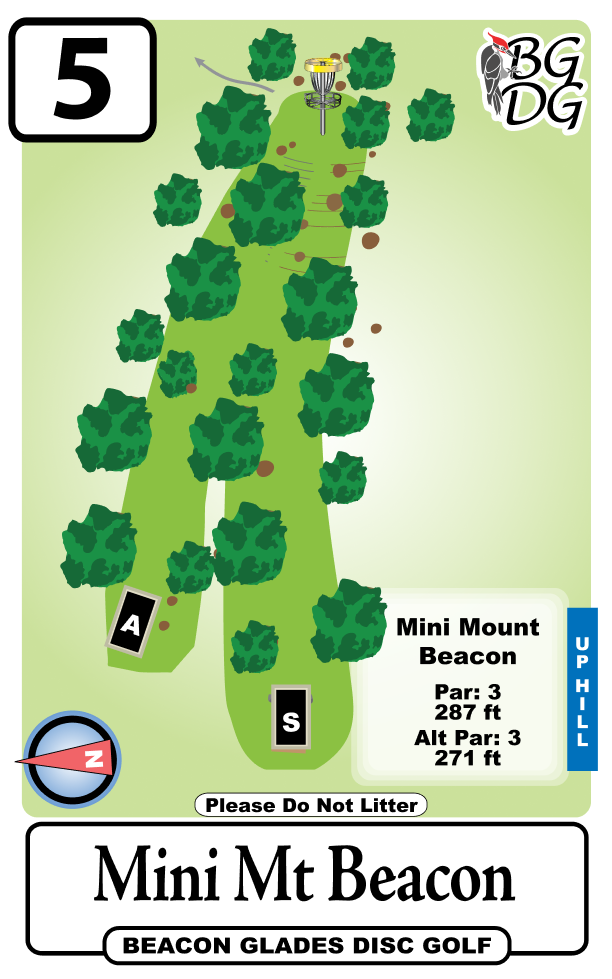 5
BG
DG
A
S
Mini Mount
Beacon
Par: 3
287 ft
Alt Par: 3
271 ft
UP HILL
N
Please Do Not Litter
Mini Mt Beacon
BEACON GLADES DISC GOLF